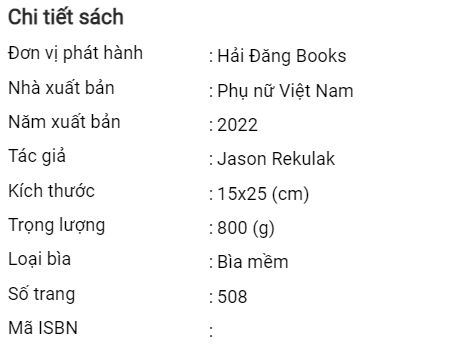 Chi tiết sách
Đơn vị phát hành : Hải Đăng Books
Nhà xuất bản : Phụ nữ Việt Nam
Năm xuất bản : 2022
Tác giả : Jason Rekulak
Kích thước : 15x25 (cm)
Trọng lượng : 800 (g)
Loại bìa : Bìa mềm
Số trang : 508
Mã ISBN :